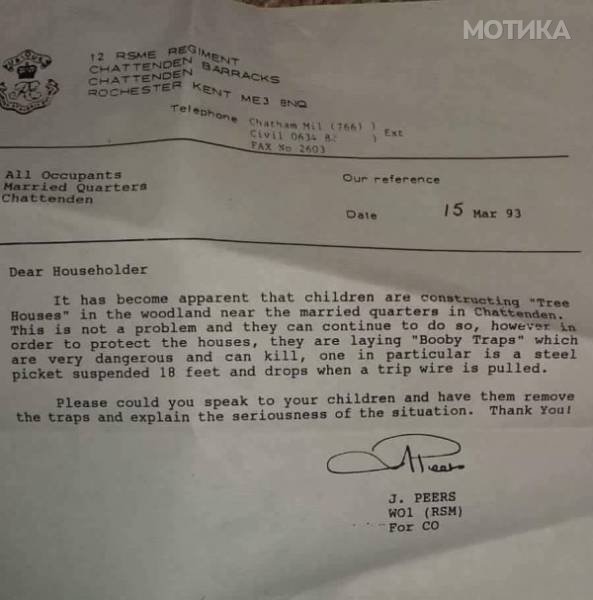 МОТИКА
12 RSME REGIMENT
CHATTENDEN BARRACKS
CHATTENDEN
ROCHESTER KENT ME3 8NQ
Telephone Chatham Mil (766) ) Ext
Civil 0634 82 )
FAX No 2603
All Occupants
Married Quarters
Chattenden
Our reference
Date 15 Mar 93
Dear Householder
It has become apparent that children are constructing "Tree
Houses" in the woodland near the married quarters in Chattenden.
This is not a problem and they can continue to do so, however in
order to protect the houses, they are laying "Booby Traps" which
are very dangerous and can kill, one in particular is a steel
picket suspended 18 feet and drops when a trip wire is pulled.
Please could you speak to your children and have them remove
the traps and explain the seriousness of the situation. Thank You!
J. PEERS
WO1 (RSM)
For CO